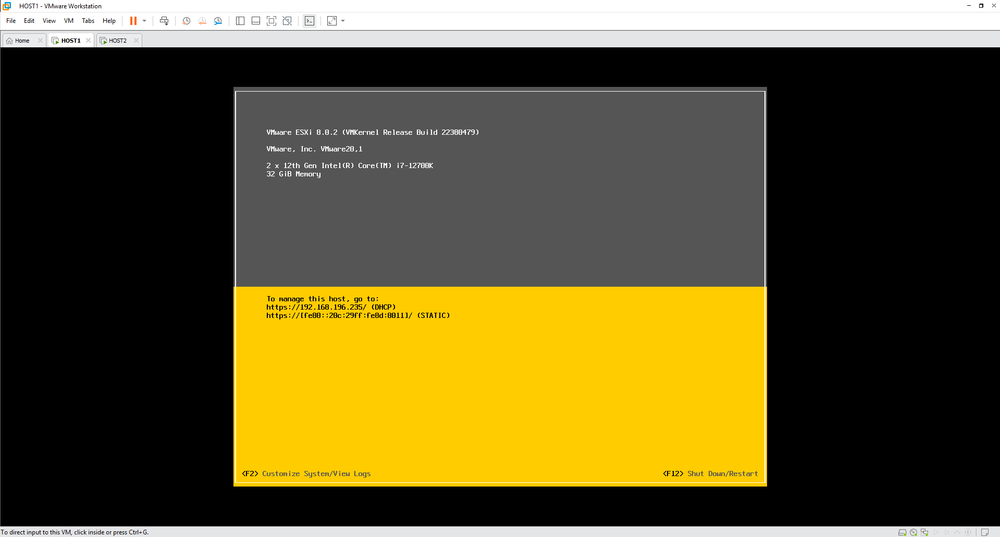 HOST1 - VMware Workstation
File Edit View VM Tabs Help
Home HOST1 HOST2
VMware ESXi 8.0.2 (VMKernel Release Build 22380479)
VMware, Inc. VMware20,1
2 x 12th Gen Intel(R) Core(TM) i7-12700K
32 GiB Memory
To manage this host, go to:
https://192.168.196.235/ (DHCP)
https://[fe80::20c:29ff:fe8d:8011]/ (STATIC)
<F2> Customize System/View Logs <F12> Shut Down/Restart
To direct input to this VM, click inside or press Ctrl+G.